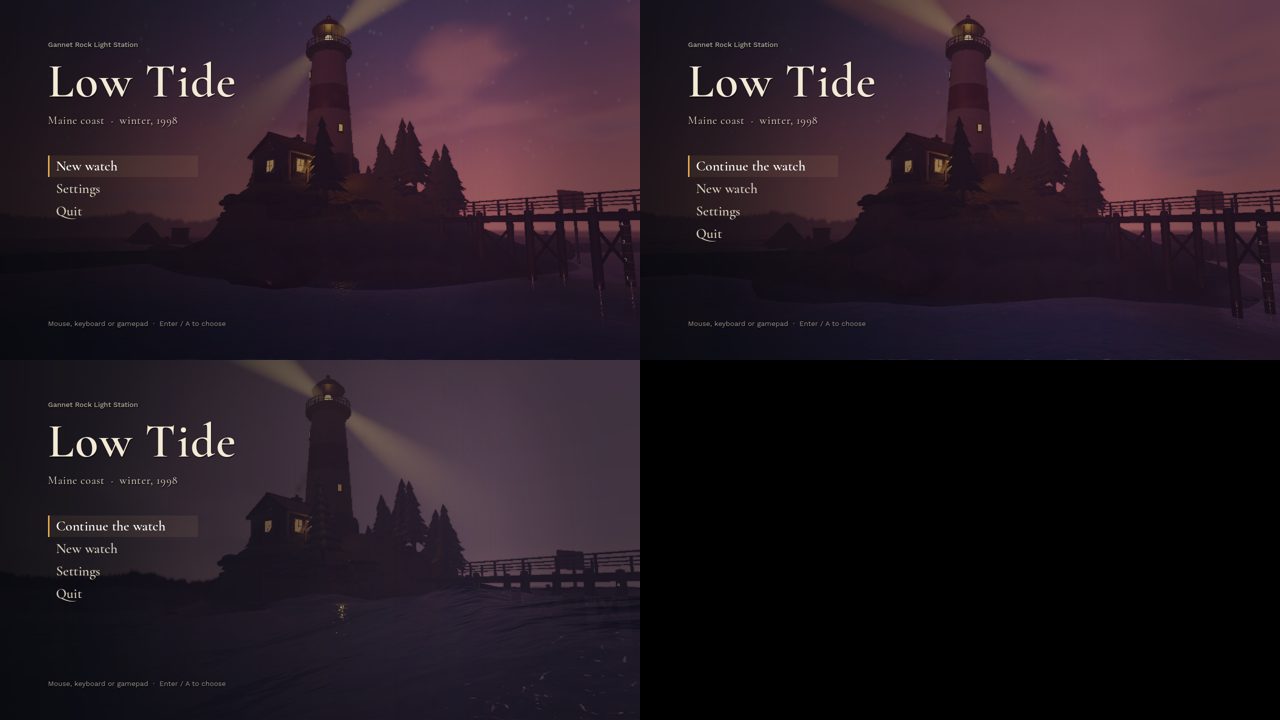 Gannet Rock Light Station
Low Tide
Maine coast · winter, 1998
New watch
Settings
Quit
Mouse, keyboard or gamepad · Enter / A to choose
Gannet Rock Light Station
Low Tide
Maine coast · winter, 1998
Continue the watch
New watch
Settings
Quit
Mouse, keyboard or gamepad · Enter / A to choose
Gannet Rock Light Station
Low Tide
Maine coast · winter, 1998
Continue the watch
New watch
Settings
Quit
Mouse, keyboard or gamepad · Enter / A to choose